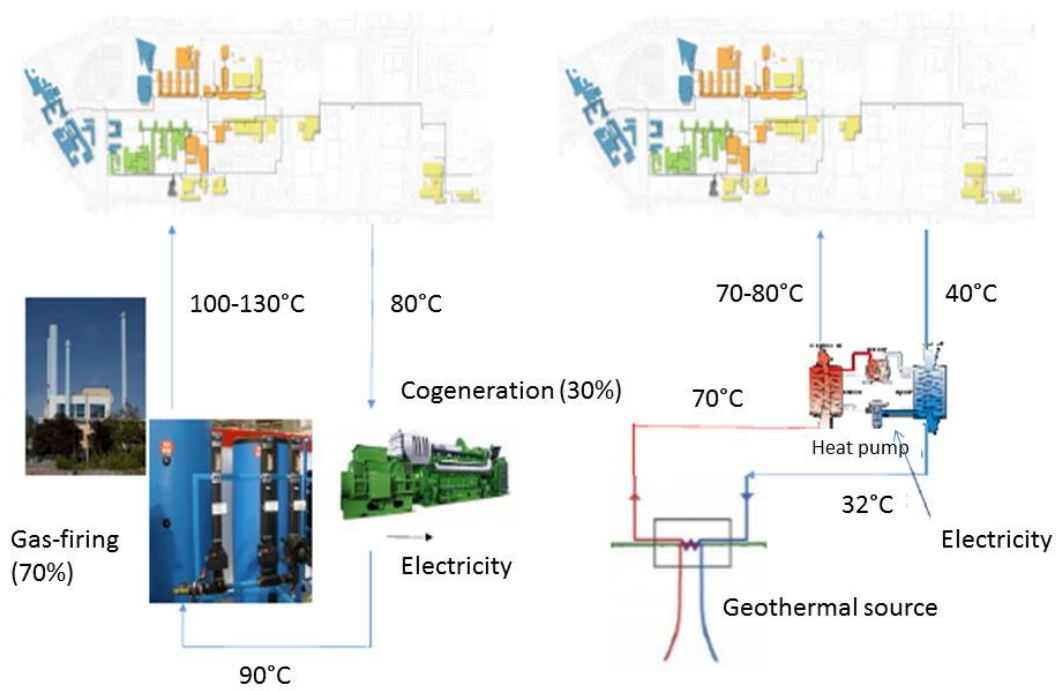 100-130°C
80°C
Cogeneration (30%)
Gas-firing
(70%)
Electricity
90°C
70-80°C
40°C
70°C
Heat pump
32°C
Electricity
Geothermal source